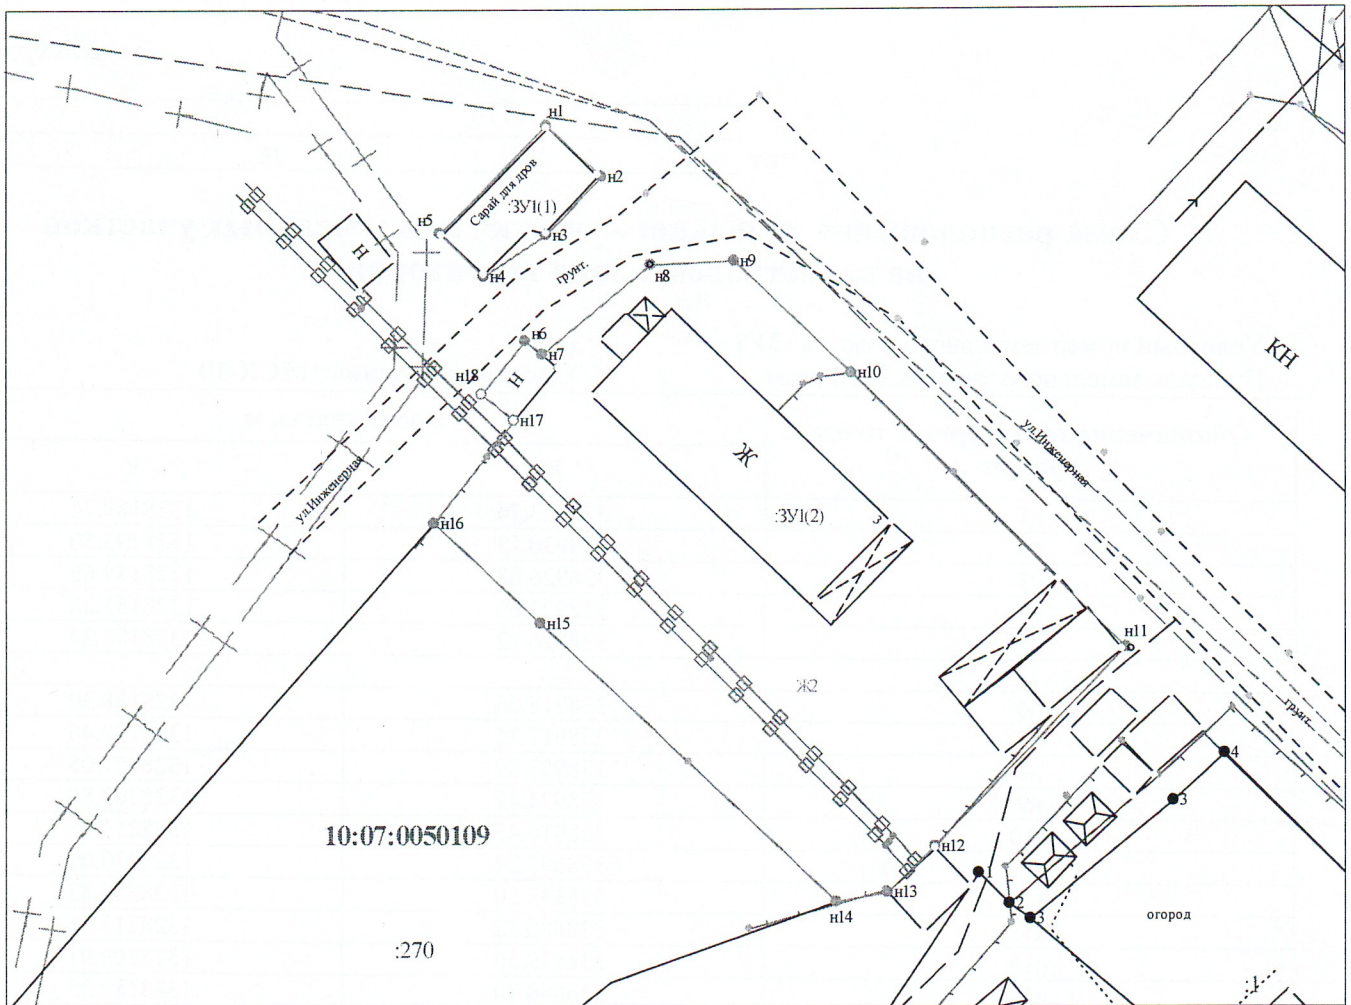 н1
н2
Сарай для дров
:ЗУ1(1)
н5
н3
н4
грунт.
н8
н9
Н
н6
н7
КН
н18
Н
н10
н17
ул.Инженерная
Ж
ул.Инженерная
:ЗУ1(2)
3
н16
н15
н11
Ж2
грунт.
4
3
10:07:0050109
н12
1
н13
2
н14
3
огород
:270
:1